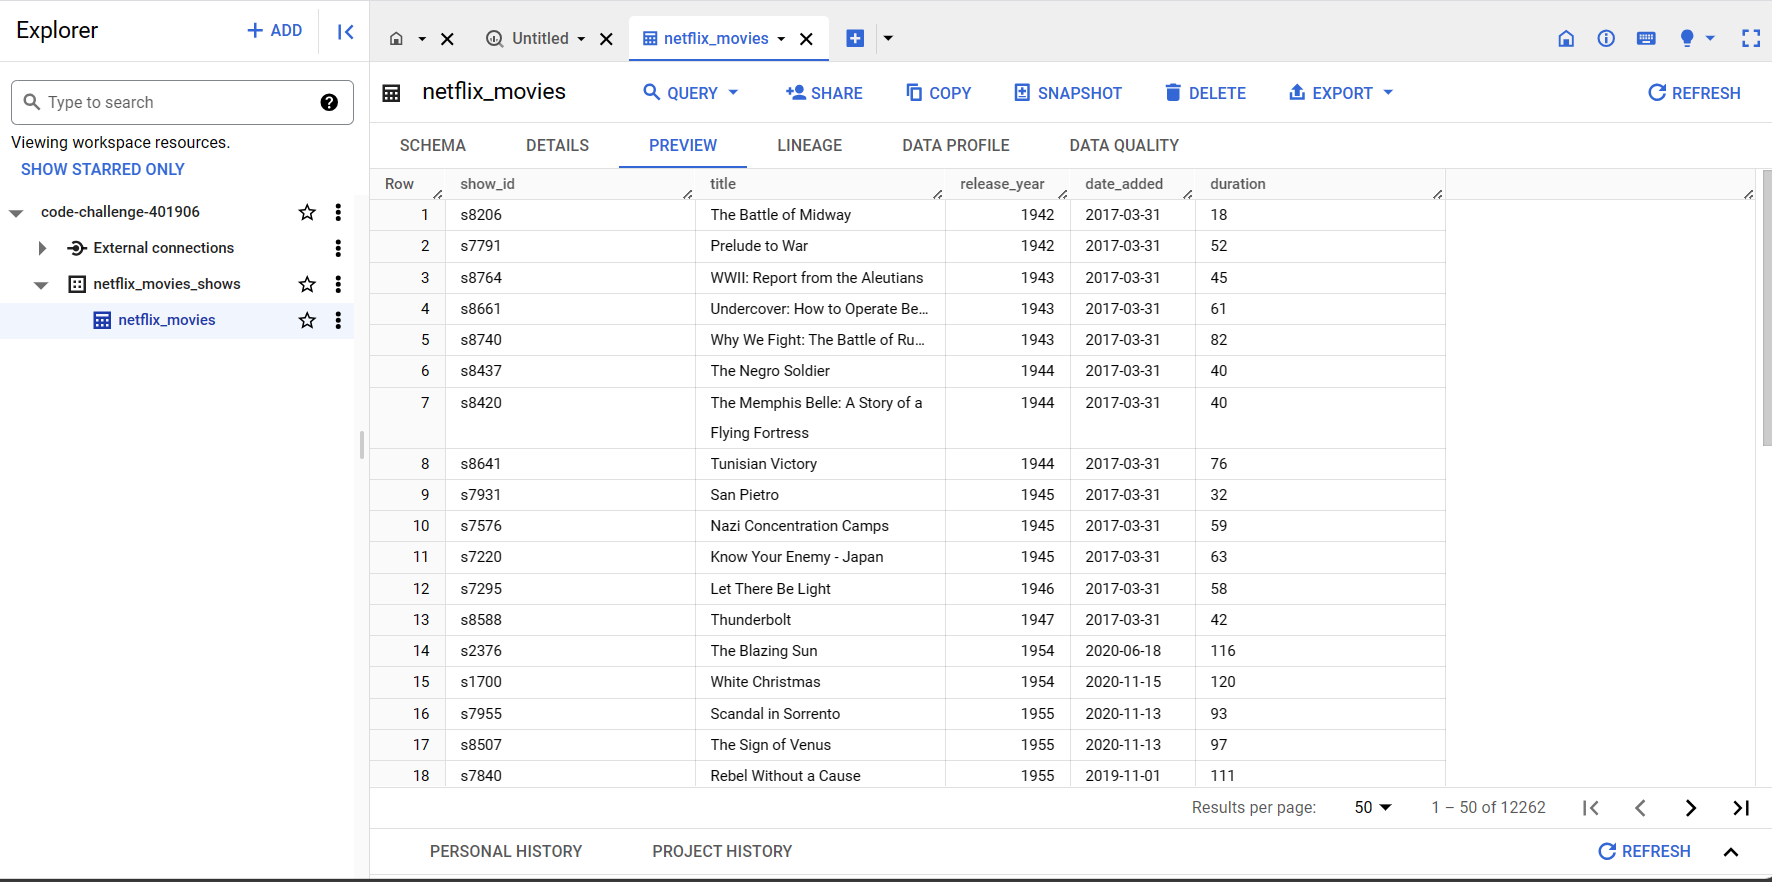 Explorer
+ ADD
Untitled
netflix_movies
Type to search
Viewing workspace resources.
SHOW STARRED ONLY
code-challenge-401906
External connections
netflix_movies_shows
netflix_movies
netflix_movies
QUERY
SHARE
COPY
SNAPSHOT
DELETE
EXPORT
REFRESH
SCHEMA
DETAILS
PREVIEW
LINEAGE
DATA PROFILE
DATA QUALITY
Row show_id title release_year date_added duration
1 s8206 The Battle of Midway 1942 2017-03-31 18
2 s7791 Prelude to War 1942 2017-03-31 52
3 s8764 WWII: Report from the Aleutians 1943 2017-03-31 45
4 s8661 Undercover: How to Operate Be... 1943 2017-03-31 61
5 s8740 Why We Fight: The Battle of Ru... 1943 2017-03-31 82
6 s8437 The Negro Soldier 1944 2017-03-31 40
7 s8420 The Memphis Belle: A Story of a 1944 2017-03-31 40
Flying Fortress
8 s8641 Tunisian Victory 1944 2017-03-31 76
9 s7931 San Pietro 1945 2017-03-31 32
10 s7576 Nazi Concentration Camps 1945 2017-03-31 59
11 s7220 Know Your Enemy - Japan 1945 2017-03-31 63
12 s7295 Let There Be Light 1946 2017-03-31 58
13 s8588 Thunderbolt 1947 2017-03-31 42
14 s2376 The Blazing Sun 1954 2020-06-18 116
15 s1700 White Christmas 1954 2020-11-15 120
16 s7955 Scandal in Sorrento 1955 2020-11-13 93
17 s8507 The Sign of Venus 1955 2020-11-13 97
18 s7840 Rebel Without a Cause 1955 2019-11-01 111
Results per page: 50 1 – 50 of 12262
PERSONAL HISTORY
PROJECT HISTORY
REFRESH